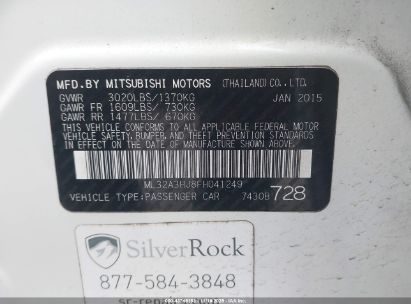 MFD.BY MITSUBISHI MOTORS (THAILAND)CO.,LTD.
GVWR 3020LBS/1370KG JAN 2015
GAWR FR 1609LBS/ 730KG
GAWR RR 1477LBS/ 670KG
THIS VEHICLE CONFORMS TO ALL APPLICABLE FEDERAL MOTOR VEHICLE
SAFETY, BUMPER, AND THEFT PREVENTION STANDARDS IN EFFECT ON
THE DATE OF MANUFACTURE SHOWN ABOVE.
ML32A3HJ8FH041249
VEHICLE TYPE:PASSENGER CAR 7430B 728
SilverRock
877-584-3848